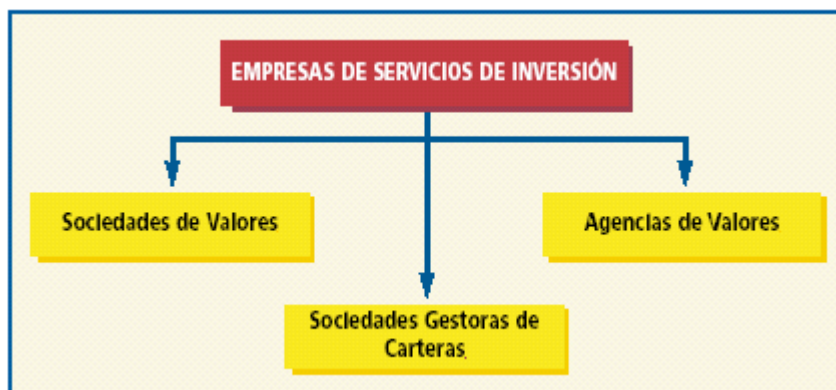 EMPRESAS DE SERVICIOS DE INVERSIÓN
Sociedades de Valores
Agencias de Valores
Sociedades Gestoras de
Carteras